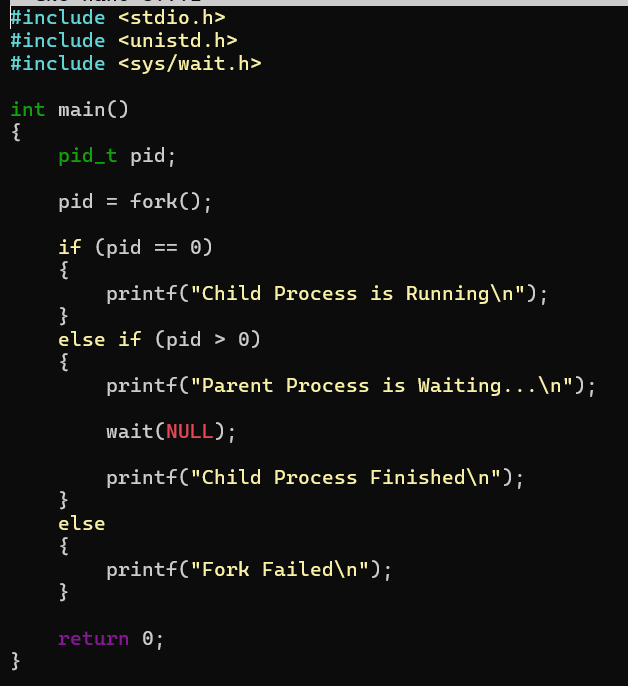 #include <stdio.h>
#include <unistd.h>
#include <sys/wait.h>

int main()
{
    pid_t pid;

    pid = fork();

    if (pid == 0)
    {
        printf("Child Process is Running\n");
    }
    else if (pid > 0)
    {
        printf("Parent Process is Waiting...\n");

        wait(NULL);

        printf("Child Process Finished\n");
    }
    else
    {
        printf("Fork Failed\n");
    }

    return 0;
}